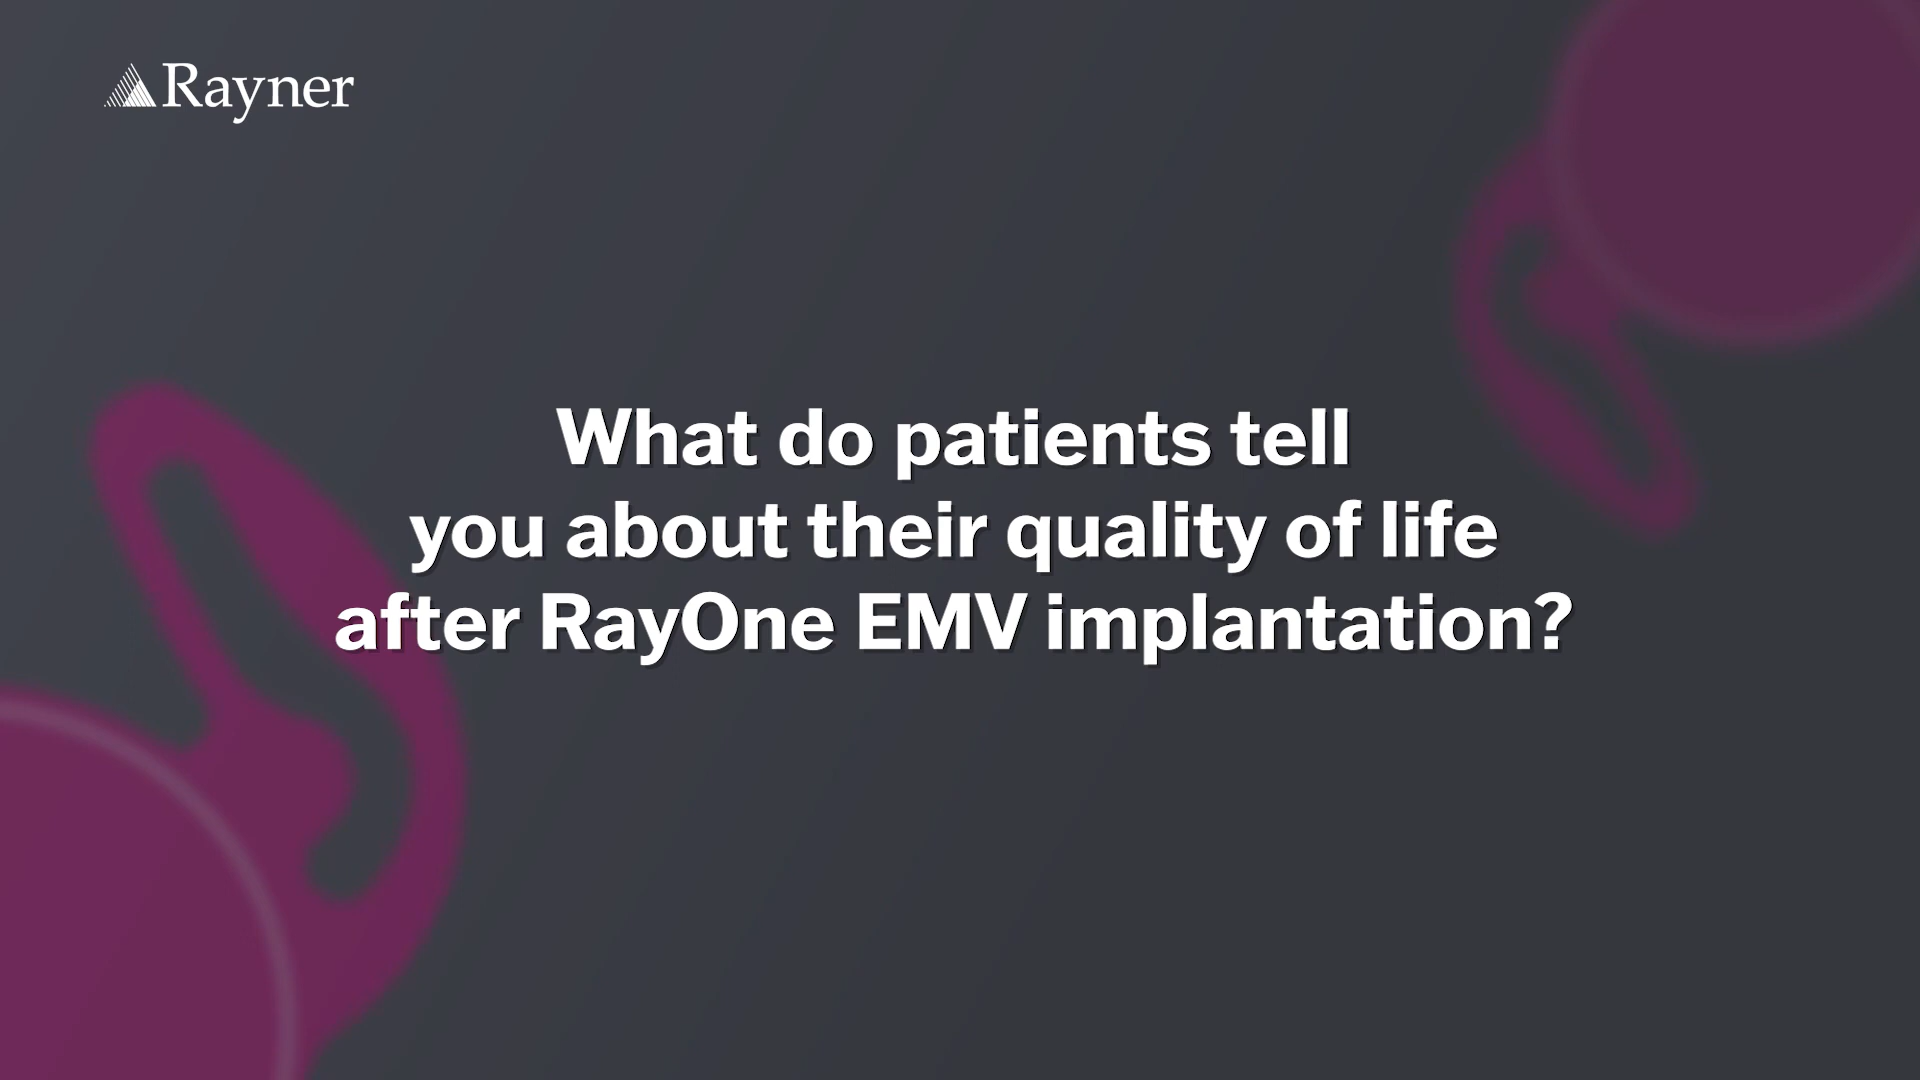 Rayner
What do patients tell
you about their quality of life
after RayOne EMV implantation?